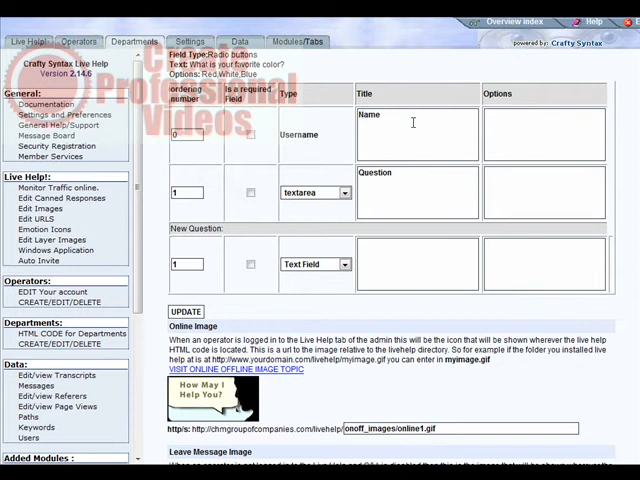 Overview index
Help
Live Help!
Operators
Departments
Settings
Data
Modules/Tabs
powered by: Crafty Syntax
Crafty Syntax Live Help
Version 2.14.6
General:
Documentation
Settings and Preferences
General Help/Support
Message Board
Security Registration
Member Services
Live Help!:
Monitor Traffic online.
Edit Canned Responses
Edit Images
Edit URLS
Emotion Icons
Edit Layer Images
Windows Application
Auto Invite
Operators:
EDIT Your account
CREATE/EDIT/DELETE
Departments:
HTML CODE for Departments
CREATE/EDIT/DELETE
Data:
Edit/view Transcripts
Messages
Edit/view Referers
Edit/view Page Views
Paths
Keywords
Users
Added Modules :
Create
Professional
Videos
Field Type:Radio buttons
Text: What is your favorite color?
Options: Red,White,Blue
ordering number
Is a required Field
Type
Title
Options
0
Username
Name
1
textarea
Question
New Question:
1
Text Field
UPDATE
Online Image
When an operator is logged in to the Live Help tab of the admin this will be the icon that will be shown wherever the live help
HTML code is located. This is a url to the image relative to the livehelp directory. So for example if the folder you installed live
help at is at http://www.yourdomain.com/livehelp/myimage.gif you can enter in myimage.gif
VISIT ONLINE OFFLINE IMAGE TOPIC
How May I
Help You?
http/s: http://chmgroupofcompanies.com/livehelp/ onoff_images/online1.gif
Leave Message Image